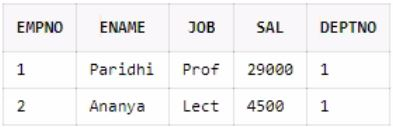 EMPNO ENAME JOB SAL DEPTNO
1 Paridhi Prof 29000 1
2 Ananya Lect 4500 1